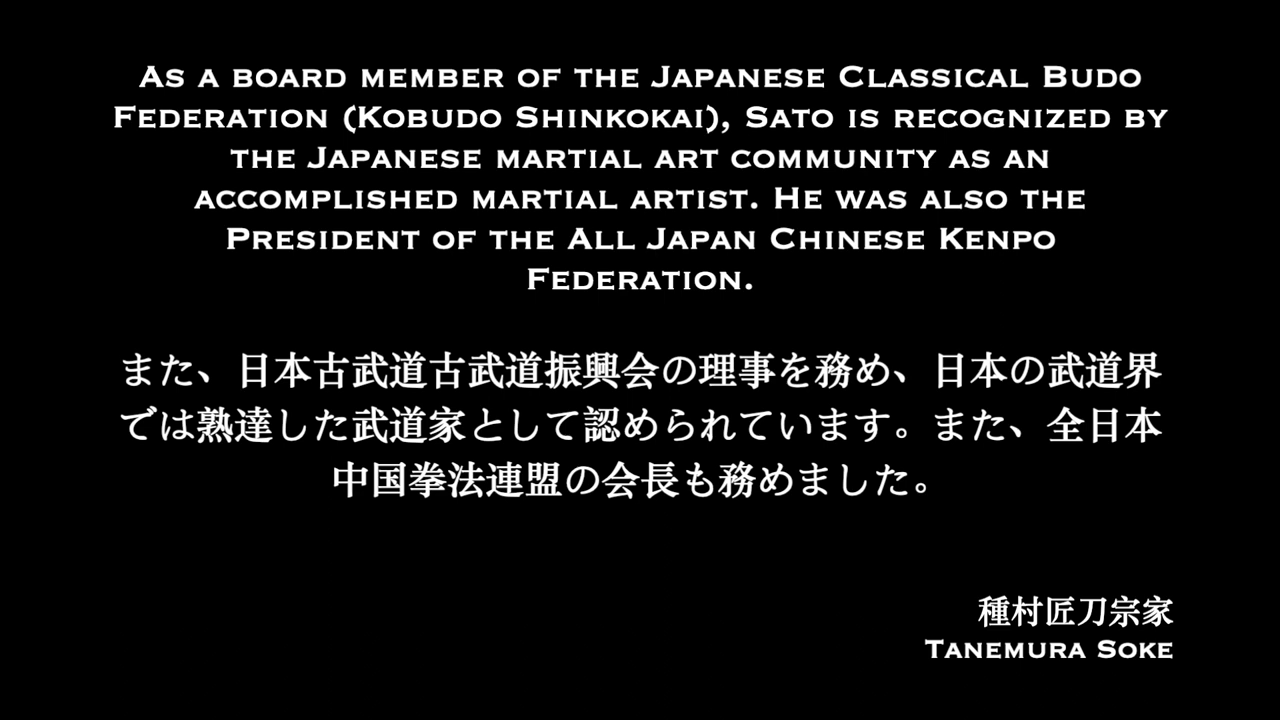 As a board member of the Japanese Classical Budo
Federation (Kobudo Shinkokai), Sato is recognized by
the Japanese martial art community as an
accomplished martial artist. He was also the
President of the All Japan Chinese Kenpo
Federation.
また、日本古武道古武道振興会の理事を務め、日本の武道界
では熟達した武道家として認められています。また、全日本
中国拳法連盟の会長も務めました。
種村匠刀宗家
Tanemura Soke